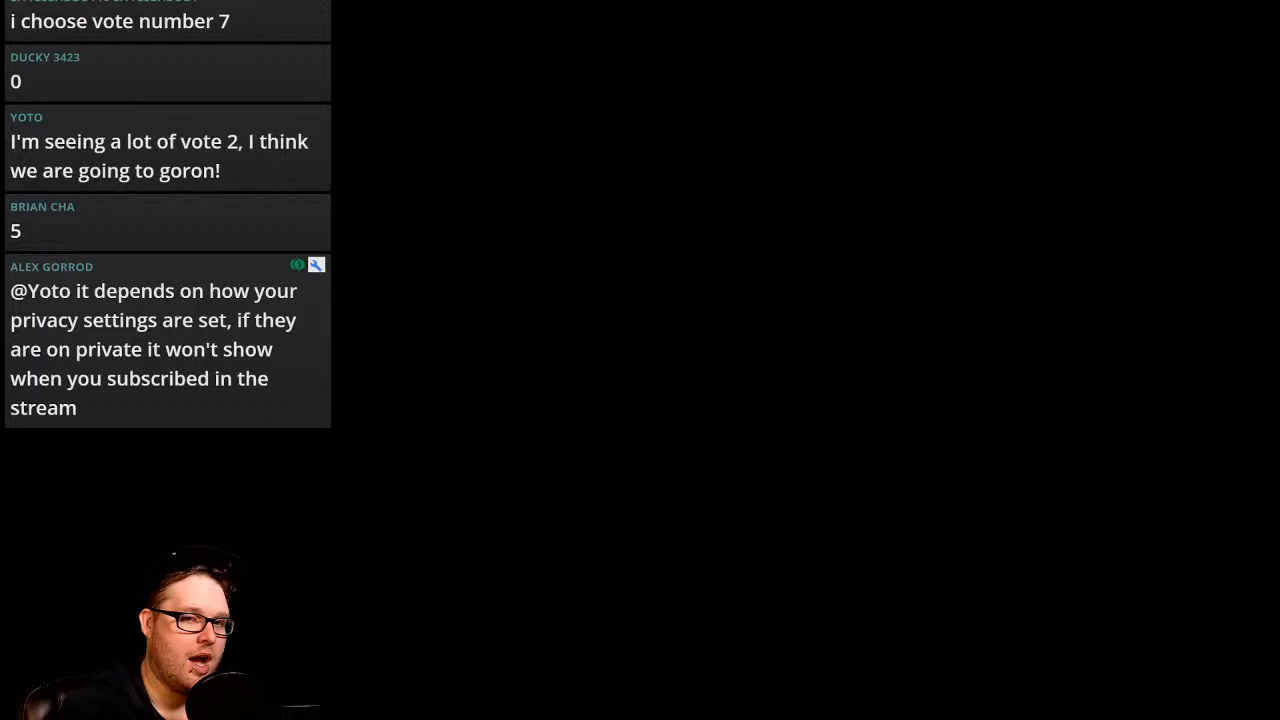 i choose vote number 7
DUCKY 3423
0
YOTO
I'm seeing a lot of vote 2, I think
we are going to goron!
BRIAN CHA
5
ALEX GORROD
@Yoto it depends on how your
privacy settings are set, if they
are on private it won't show
when you subscribed in the
stream